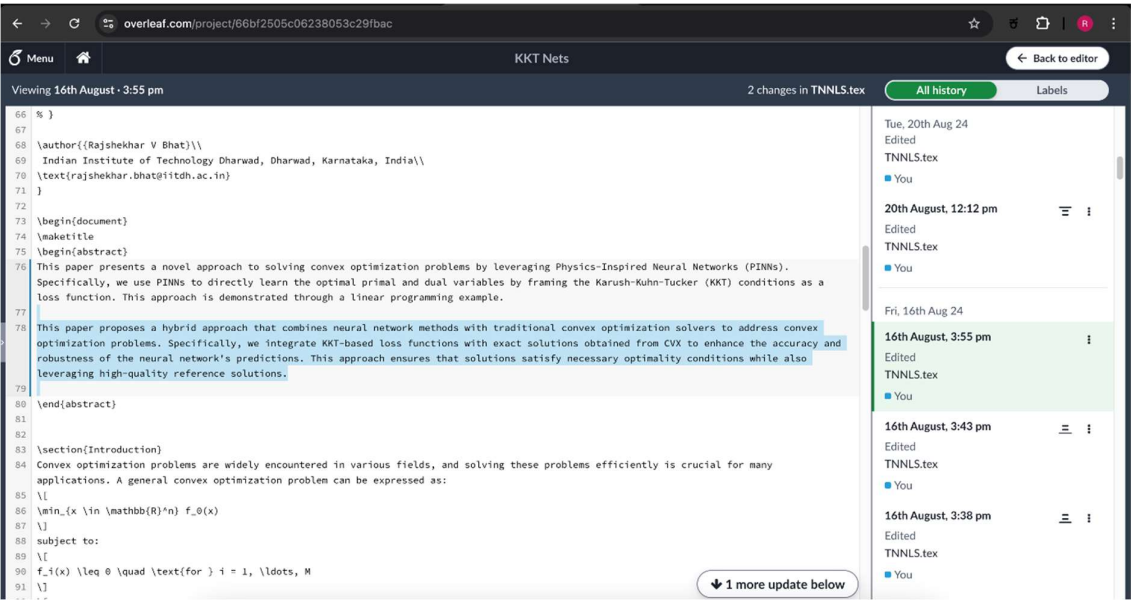 overleaf.com/project/66bf2505c06238053c29fbac
R
Menu
KKT Nets
← Back to editor
Viewing 16th August · 3:55 pm
2 changes in TNNLS.tex
All history
Labels
66 % }
67
68 \author{{Rajshekhar V Bhat}\\
69 Indian Institute of Technology Dharwad, Dharwad, Karnataka, India\\
70 \text{rajshekhar.bhat@iitdh.ac.in}
71 }
72
73 \begin{document}
74 \maketitle
75 \begin{abstract}
76 This paper presents a novel approach to solving convex optimization problems by leveraging Physics-Inspired Neural Networks (PINNs).
Specifically, we use PINNs to directly learn the optimal primal and dual variables by framing the Karush-Kuhn-Tucker (KKT) conditions as a
loss function. This approach is demonstrated through a linear programming example.
77
78 This paper proposes a hybrid approach that combines neural network methods with traditional convex optimization solvers to address convex
optimization problems. Specifically, we integrate KKT-based loss functions with exact solutions obtained from CVX to enhance the accuracy and
robustness of the neural network's predictions. This approach ensures that solutions satisfy necessary optimality conditions while also
leveraging high-quality reference solutions.
79
80 \end{abstract}
81
82
83 \section{Introduction}
84 Convex optimization problems are widely encountered in various fields, and solving these problems efficiently is crucial for many
applications. A general convex optimization problem can be expressed as:
85 \[
86 \min_{x \in \mathbb{R}^n} f_0(x)
87 \]
88 subject to:
89 \[
90 f_i(x) \leq 0 \quad \text{for } i = 1, \ldots, M
91 \]
↓ 1 more update below
Tue, 20th Aug 24
Edited
TNNLS.tex
You
20th August, 12:12 pm
Edited
TNNLS.tex
You
Fri, 16th Aug 24
16th August, 3:55 pm
Edited
TNNLS.tex
You
16th August, 3:43 pm
Edited
TNNLS.tex
You
16th August, 3:38 pm
Edited
TNNLS.tex
You